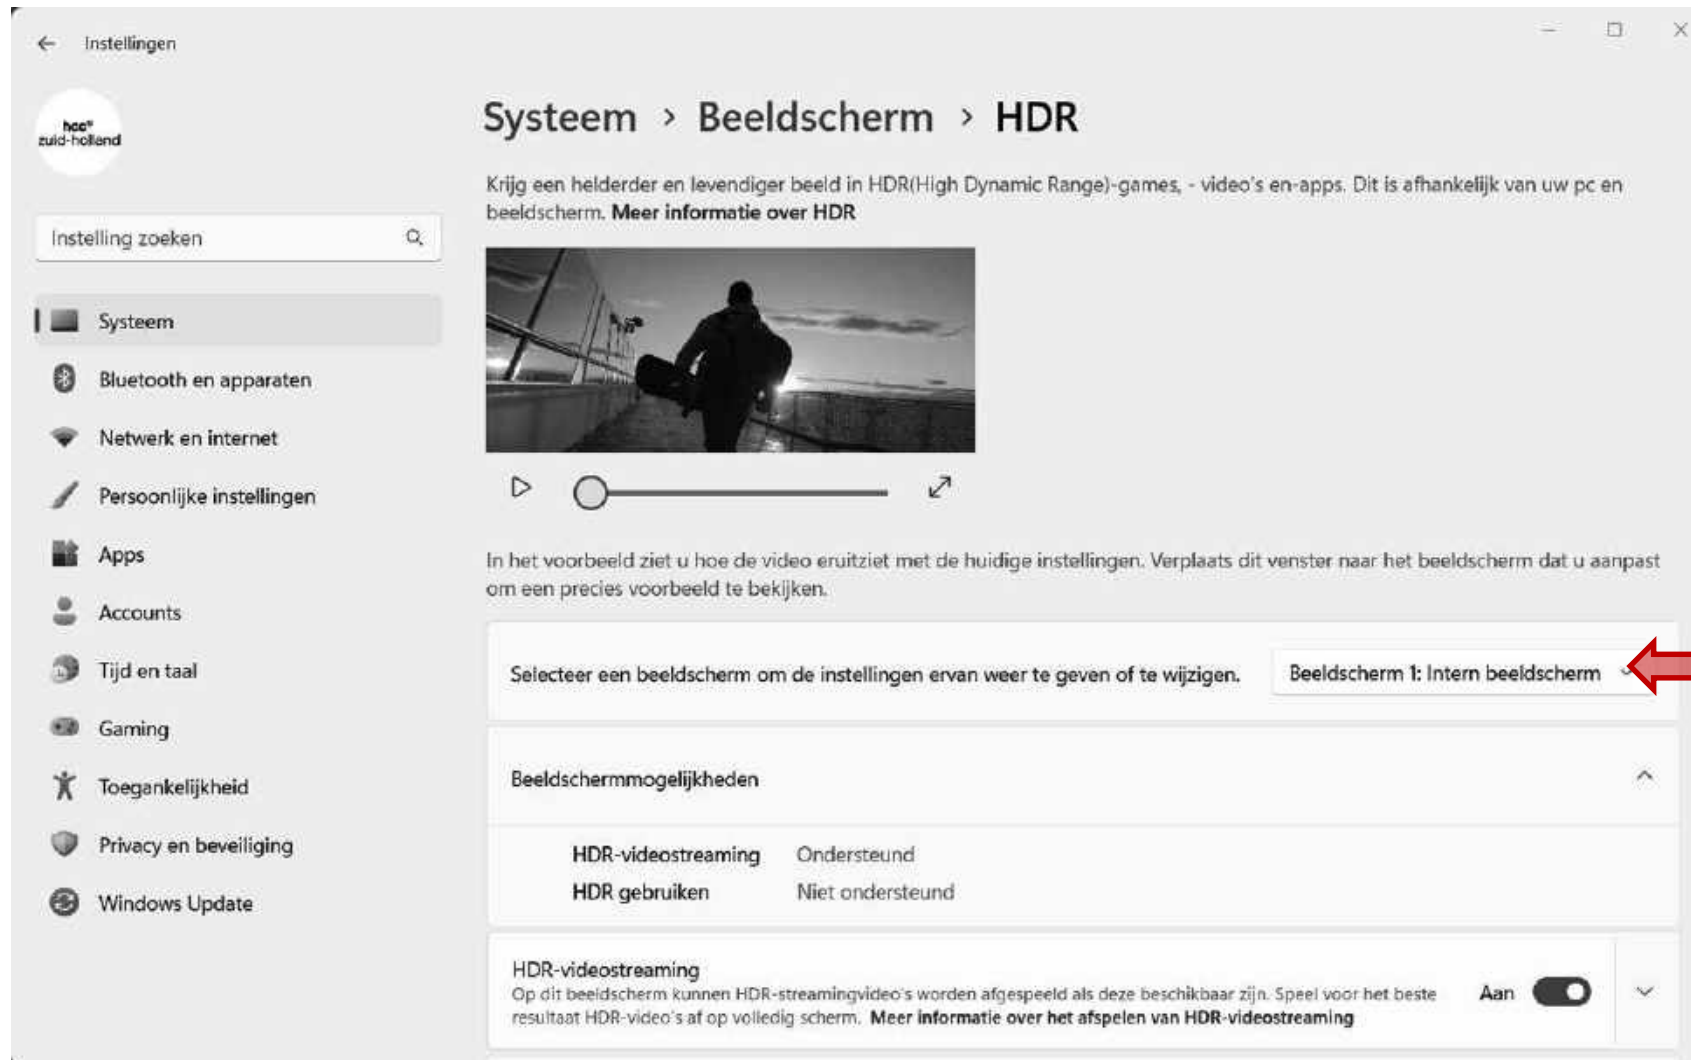 Instellingen
hcc
zuid-holland
Instelling zoeken
Systeem
Bluetooth en apparaten
Netwerk en internet
Persoonlijke instellingen
Apps
Accounts
Tijd en taal
Gaming
Toegankelijkheid
Privacy en beveiliging
Windows Update
Systeem > Beeldscherm > HDR
Krijg een helderder en levendiger beeld in HDR(High Dynamic Range)-games, - video's en-apps. Dit is afhankelijk van uw pc en
beeldscherm. Meer informatie over HDR
In het voorbeeld ziet u hoe de video eruitziet met de huidige instellingen. Verplaats dit venster naar het beeldscherm dat u aanpast
om een precies voorbeeld te bekijken.
Selecteer een beeldscherm om de instellingen ervan weer te geven of te wijzigen. Beeldscherm 1: Intern beeldscherm
Beeldschermmogelijkheden
HDR-videostreaming Ondersteund
HDR gebruiken Niet ondersteund
HDR-videostreaming
Op dit beeldscherm kunnen HDR-streamingvideo's worden afgespeeld als deze beschikbaar zijn. Speel voor het beste
resultaat HDR-video's af op volledig scherm. Meer informatie over het afspelen van HDR-videostreaming
Aan